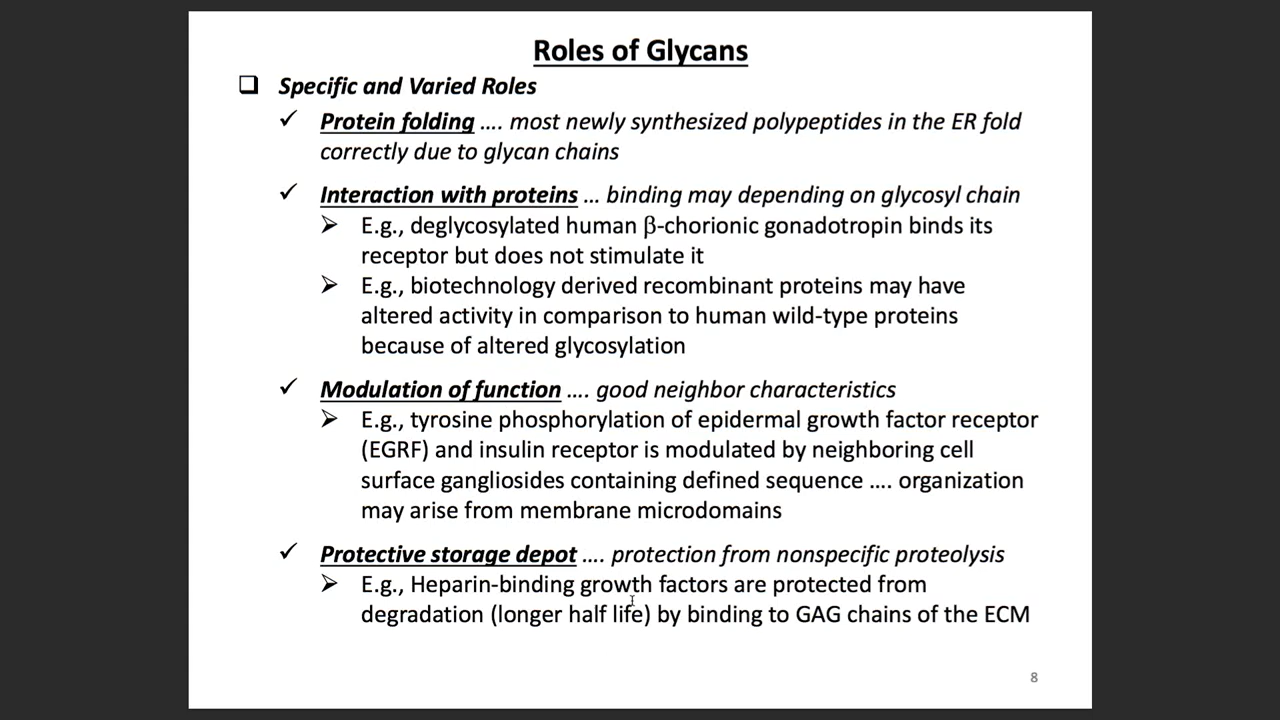 Roles of Glycans
❑ Specific and Varied Roles
✓ Protein folding …. most newly synthesized polypeptides in the ER fold
correctly due to glycan chains
✓ Interaction with proteins … binding may depending on glycosyl chain
➢ E.g., deglycosylated human β-chorionic gonadotropin binds its
receptor but does not stimulate it
➢ E.g., biotechnology derived recombinant proteins may have
altered activity in comparison to human wild-type proteins
because of altered glycosylation
✓ Modulation of function …. good neighbor characteristics
➢ E.g., tyrosine phosphorylation of epidermal growth factor receptor
(EGRF) and insulin receptor is modulated by neighboring cell
surface gangliosides containing defined sequence …. organization
may arise from membrane microdomains
✓ Protective storage depot …. protection from nonspecific proteolysis
➢ E.g., Heparin-binding growth factors are protected from
degradation (longer half life) by binding to GAG chains of the ECM
8